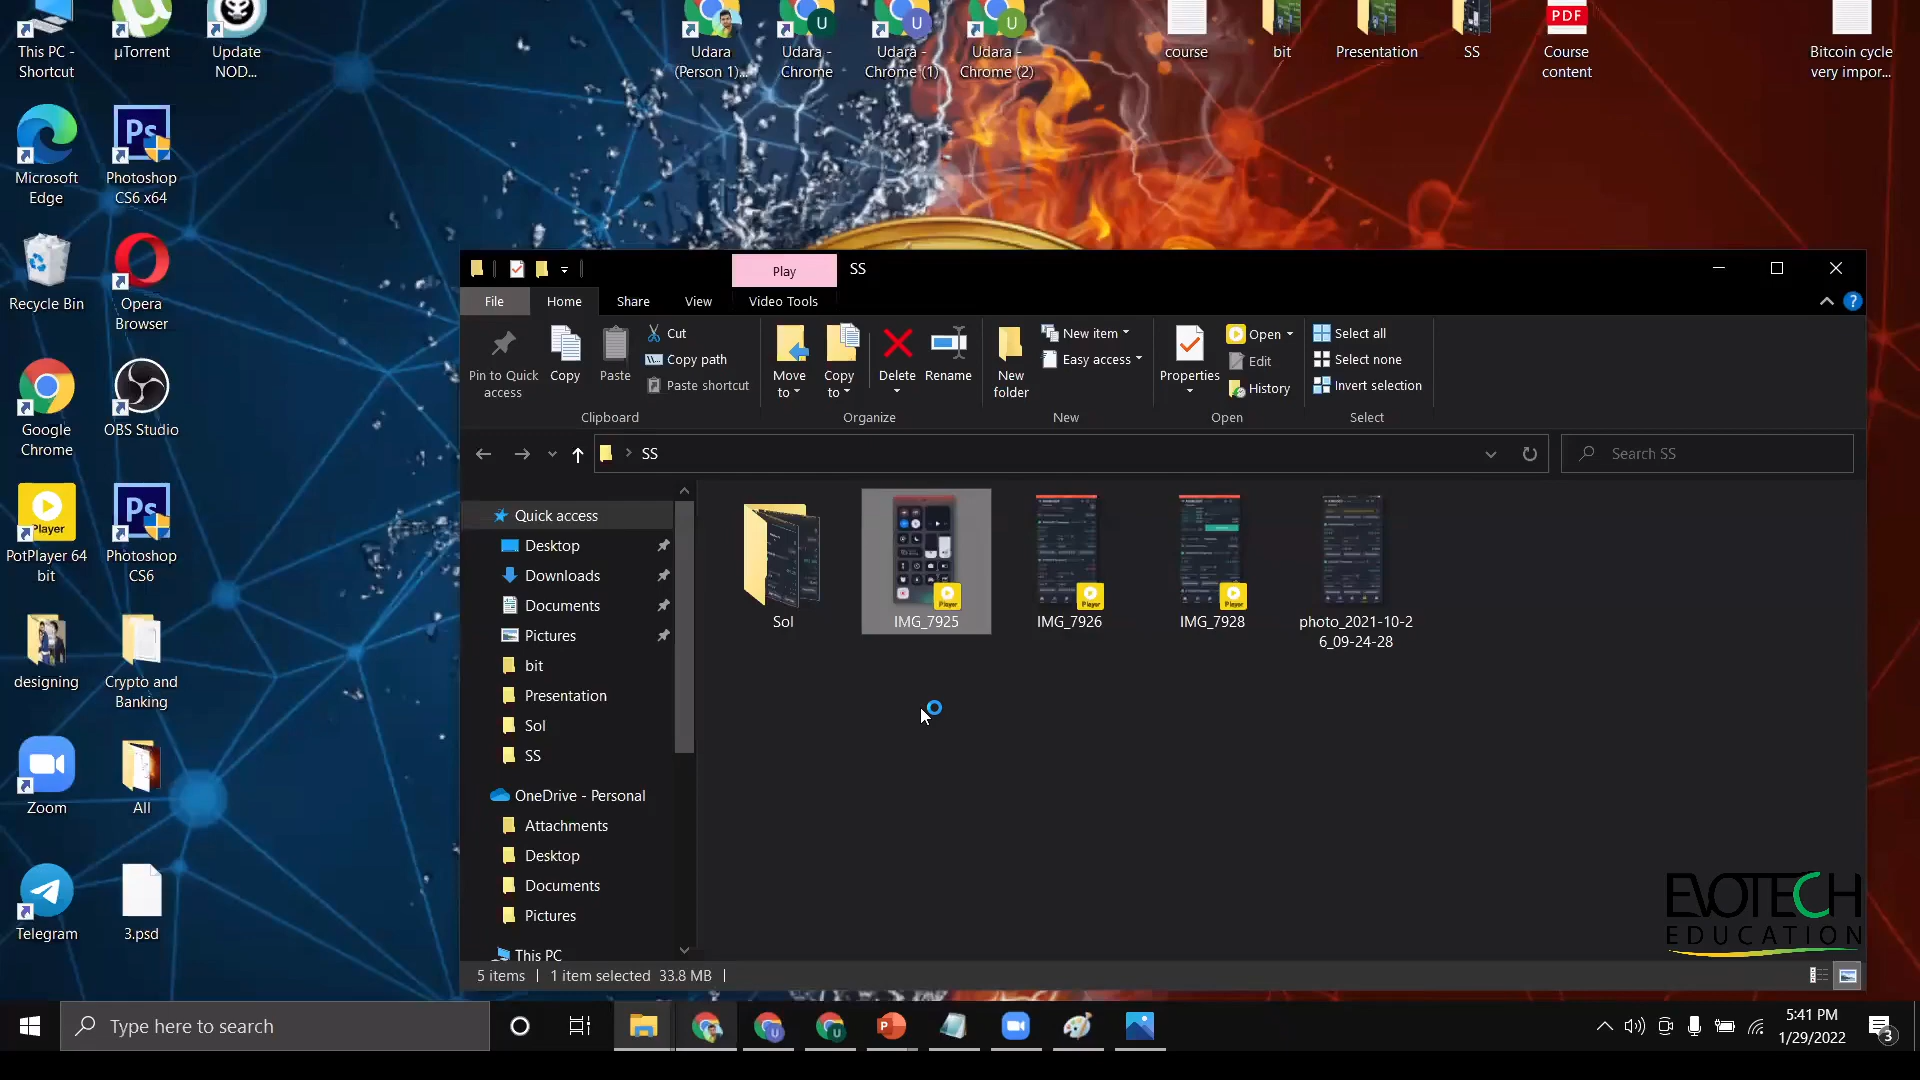 This PC -
Shortcut
µTorrent
Update
NOD...
Udara
(Person 1)...
Udara -
Chrome
Udara -
Chrome (1)
Udara -
Chrome (2)
course
bit
Presentation
SS
PDF
Course
content
Bitcoin cycle
very impor...
U
U
U
Microsoft
Edge
Ps
Photoshop
CS6 x64
Recycle Bin
Opera
Browser
Google
Chrome
OBS Studio
Player
PotPlayer 64
bit
Ps
Photoshop
CS6
designing
Crypto and
Banking
Zoom
All
Telegram
3.psd
Play
SS
File
Home
Share
View
Video Tools
?
Pin to Quick
access
Copy
Paste
Cut
Copy path
Paste shortcut
Clipboard
Move
to
Copy
to
Delete
Rename
Organize
New
folder
New item
Easy access
New
Properties
Open
Edit
History
Open
Select all
Select none
Invert selection
Select
SS
Search SS
Quick access
Desktop
Downloads
Documents
Pictures
bit
Presentation
Sol
SS
OneDrive - Personal
Attachments
Desktop
Documents
Pictures
This PC
Sol
Player
IMG_7925
Player
IMG_7926
Player
IMG_7928
photo_2021-10-2
6_09-24-28
5 items
1 item selected 33.8 MB
EVOTECH
EDUCATION
Type here to search
U
U
P
5:41 PM
1/29/2022
3